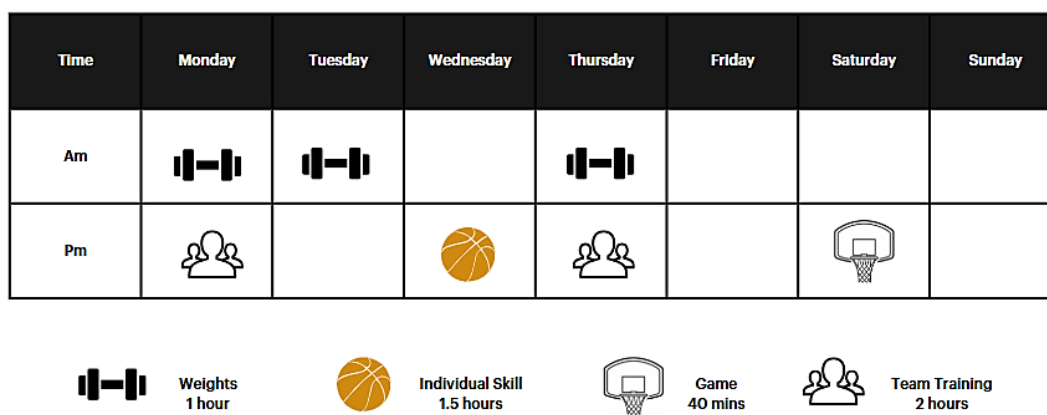 Time Monday Tuesday Wednesday Thursday Friday Saturday Sunday
Am
Pm
Weights
1 hour
Individual Skill
1.5 hours
Game
40 mins
Team Training
2 hours